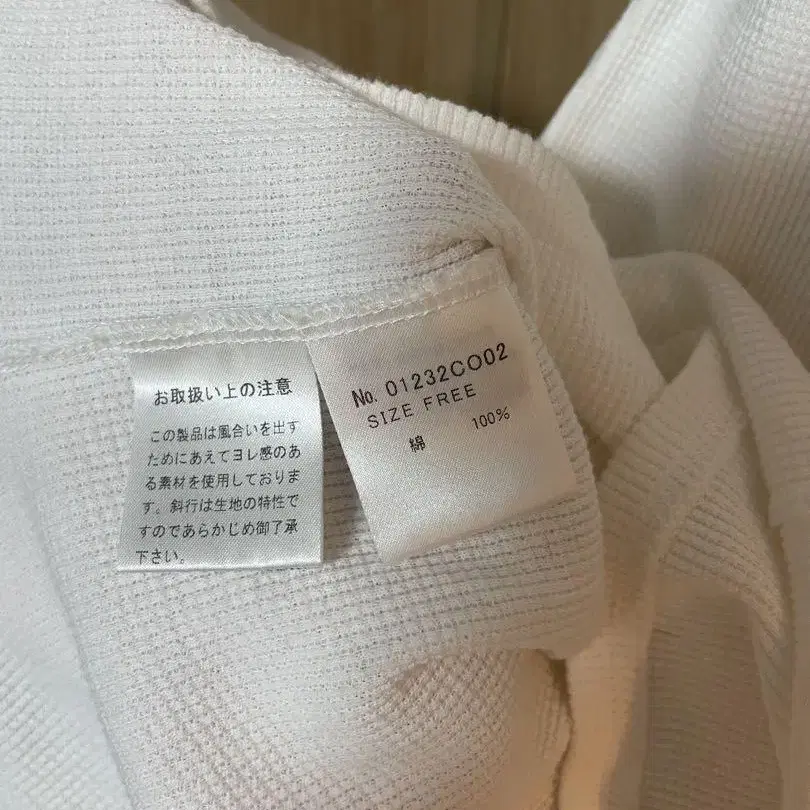 お取扱い上の注意
この製品は風合いを出す
ためにあえてヨレ感のあ
る素材を使用しておりま
す。斜行は生地の特性で
すのであらかじめ御了承
下さい。
No. 01232CO02
SIZE FREE
綿 100%